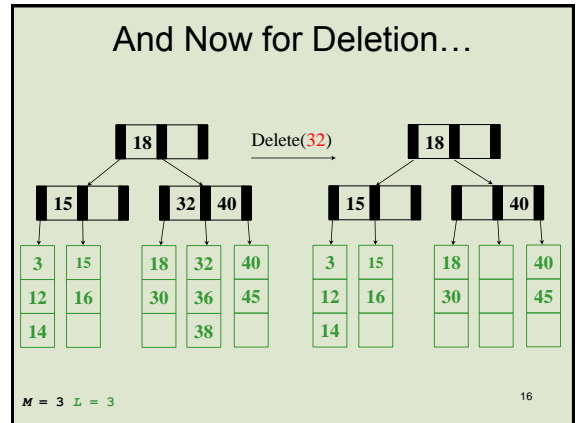 And Now for Deletion…
18 Delete(32) 18
15 32 40 15 40
3 15 18 32 40 3 15 18 40
12 16 30 36 45 12 16 30 45
14 38 14
M = 3 L = 3
16